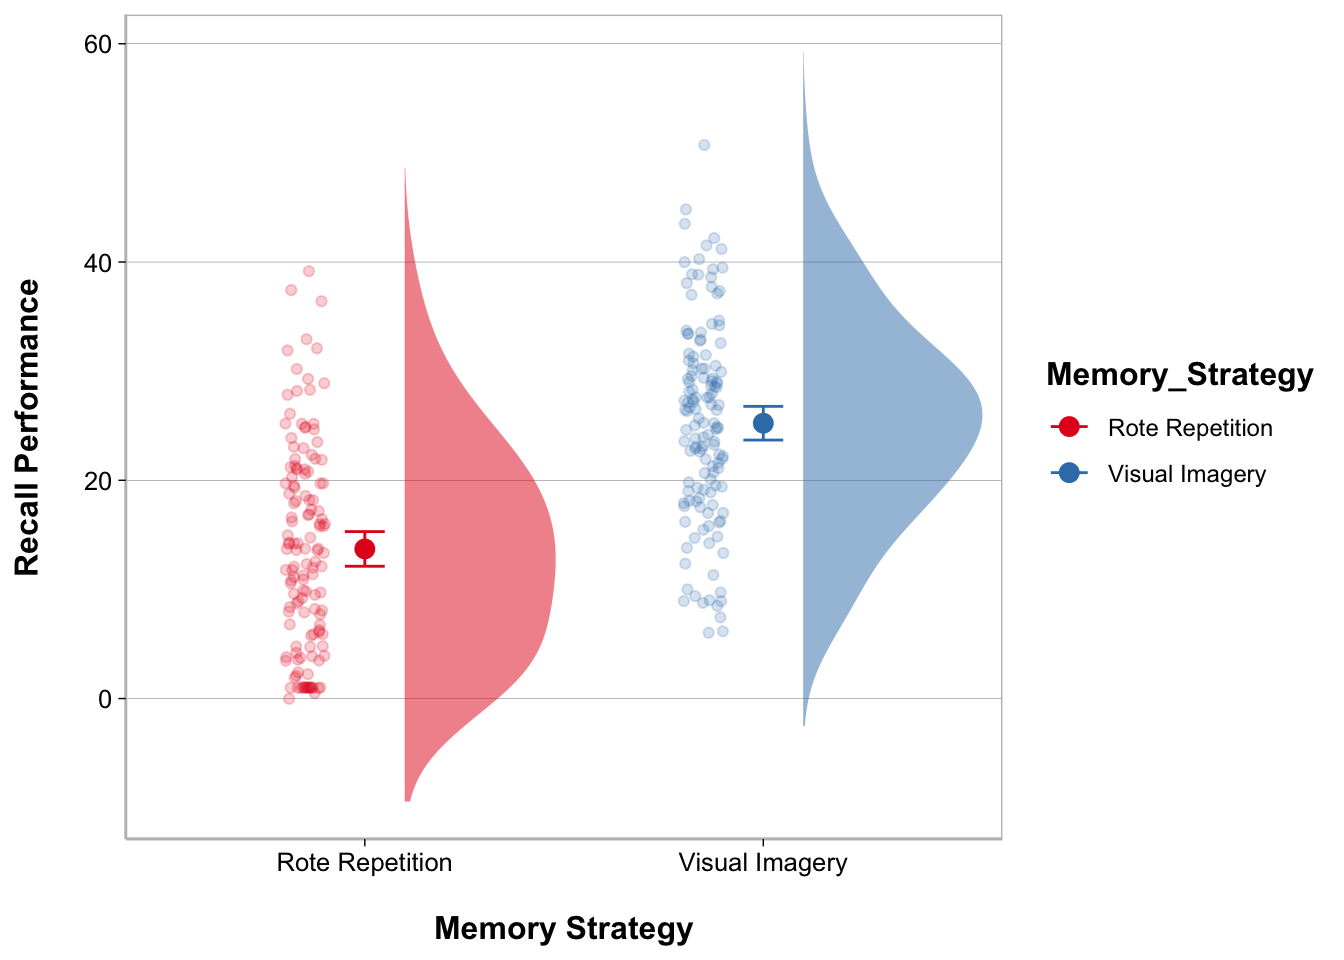 60
40
20
0
Recall Performance
Rote Repetition
Visual Imagery
Memory Strategy
Memory_Strategy
Rote Repetition
Visual Imagery